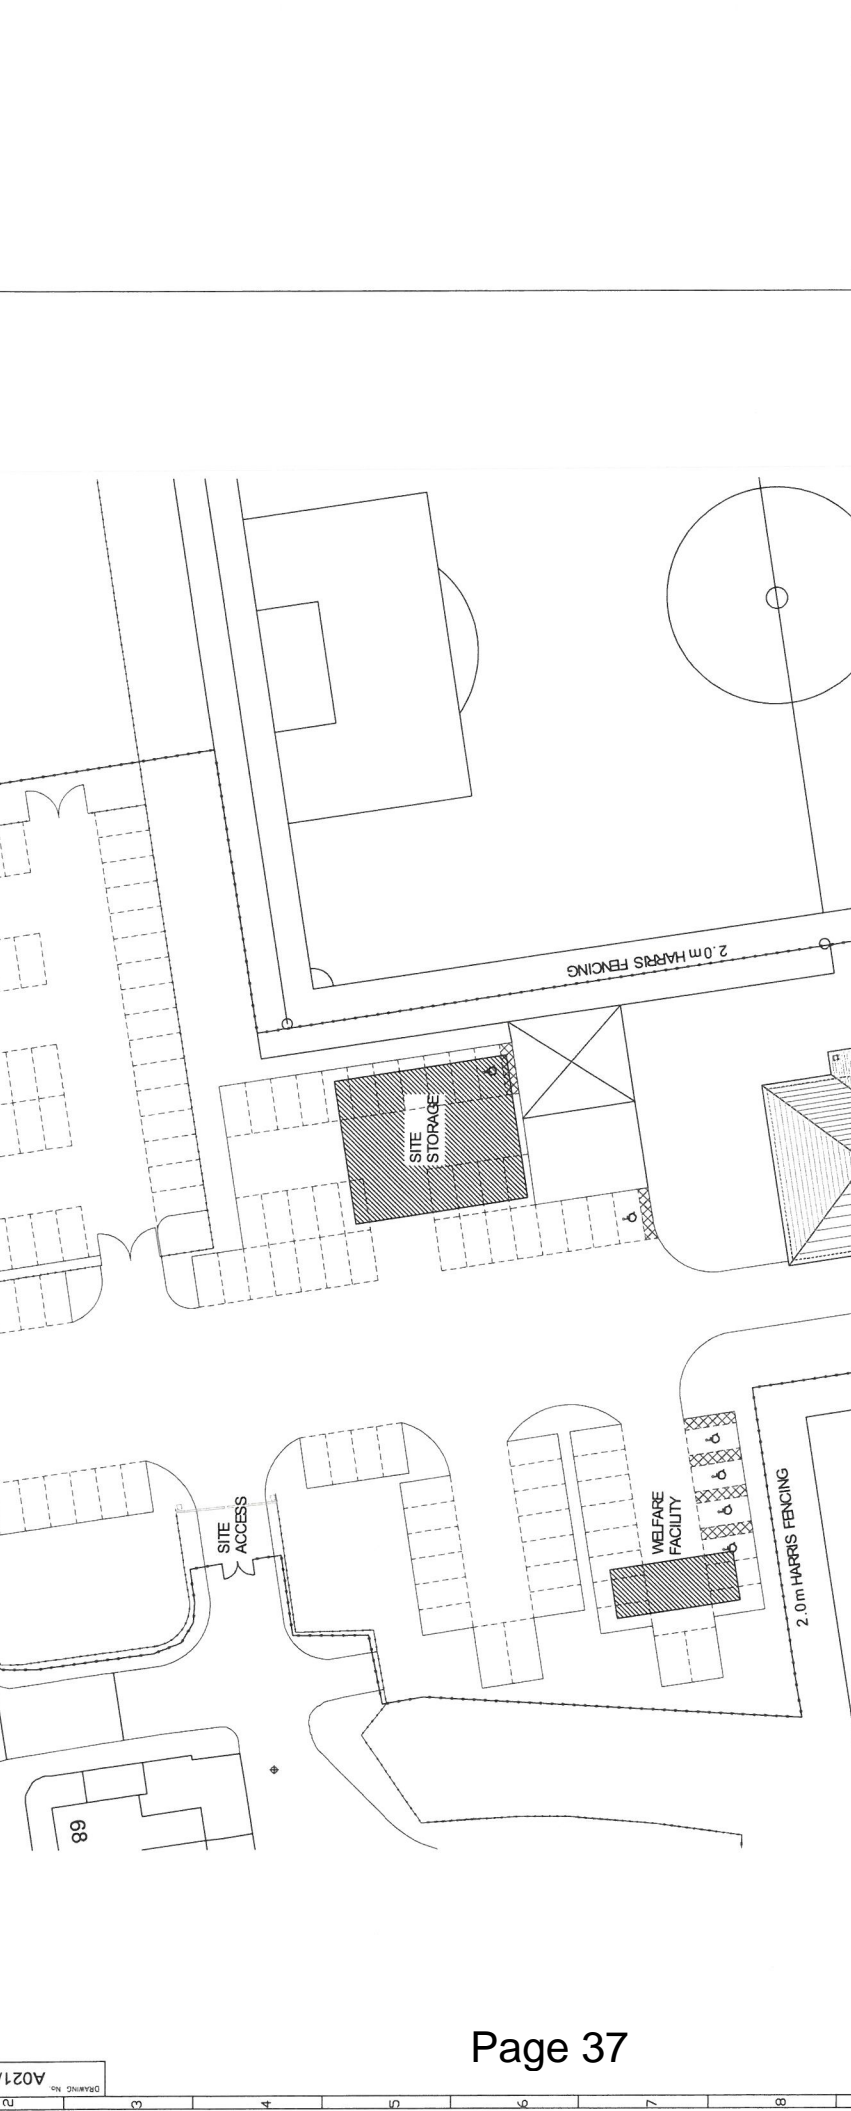 2.0m HARRIS FENCING
SITE
STORAGE
SITE
ACCESS
WELFARE
FACILITY
2.0m HARRIS FENCING
68
Page 37
DRAWING No.
A021/
2
3
4
5
6
7
8